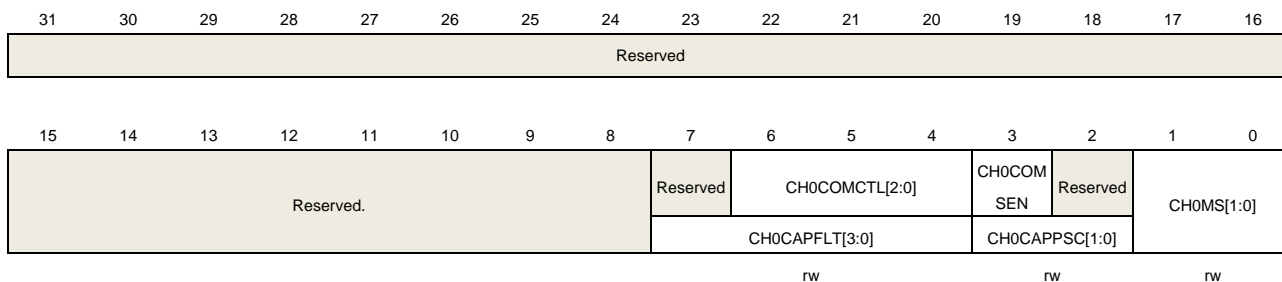 31 30 29 28 27 26 25 24 23 22 21 20 19 18 17 16
Reserved
15 14 13 12 11 10 9 8 7 6 5 4 3 2 1 0
Reserved. Reserved CH0COMCTL[2:0] CH0COM
SEN Reserved CH0MS[1:0]
CH0CAPFLT[3:0] CH0CAPPSC[1:0]
rw rw rw